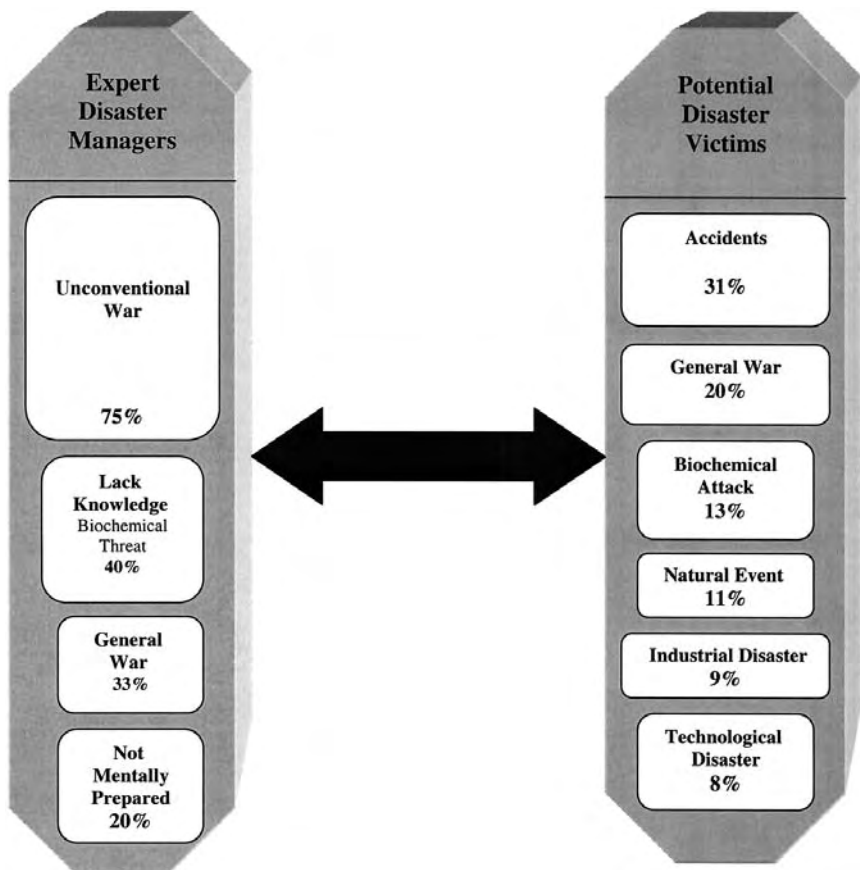 Expert
Disaster
Managers
Unconventional
War
75%
Lack
Knowledge
Biochemical
Threat
40%
General
War
33%
Not
Mentally
Prepared
20%
Potential
Disaster
Victims
Accidents
31%
General War
20%
Biochemical
Attack
13%
Natural Event
11%
Industrial Disaster
9%
Technological
Disaster
8%